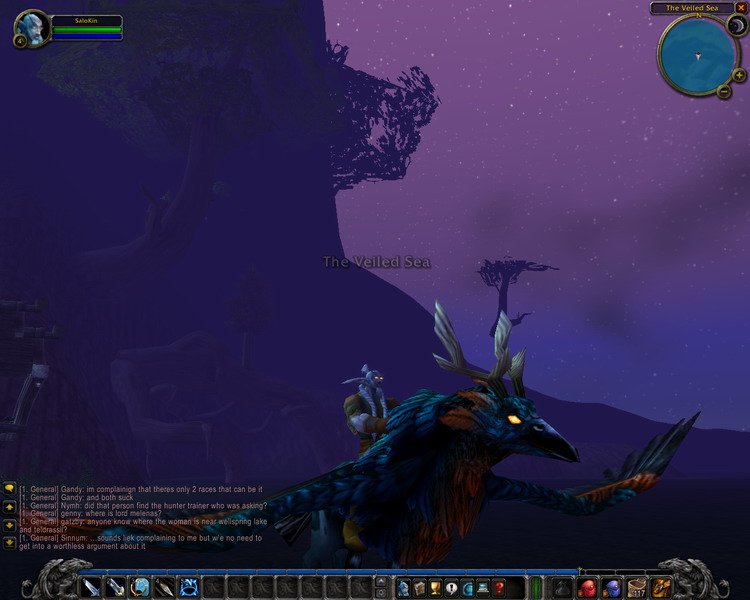 SaloKin
The Veiled Sea
N
The Veiled Sea
[1. General] Gandy: im complainign that theres only 2 races that can be it
[1. General] Gandy: and both suck
[1. General] Nymh: did that person find the hunter trainer who was asking?
[1. General] genny: where is lord melenas?
[1. General] gatzby: anyone know where the woman is near wellspring lake
and teldrassil?
[1. General] Sinnum: ... sounds liek complaining to me but w/e no need to
get into a worthless argument about it
117